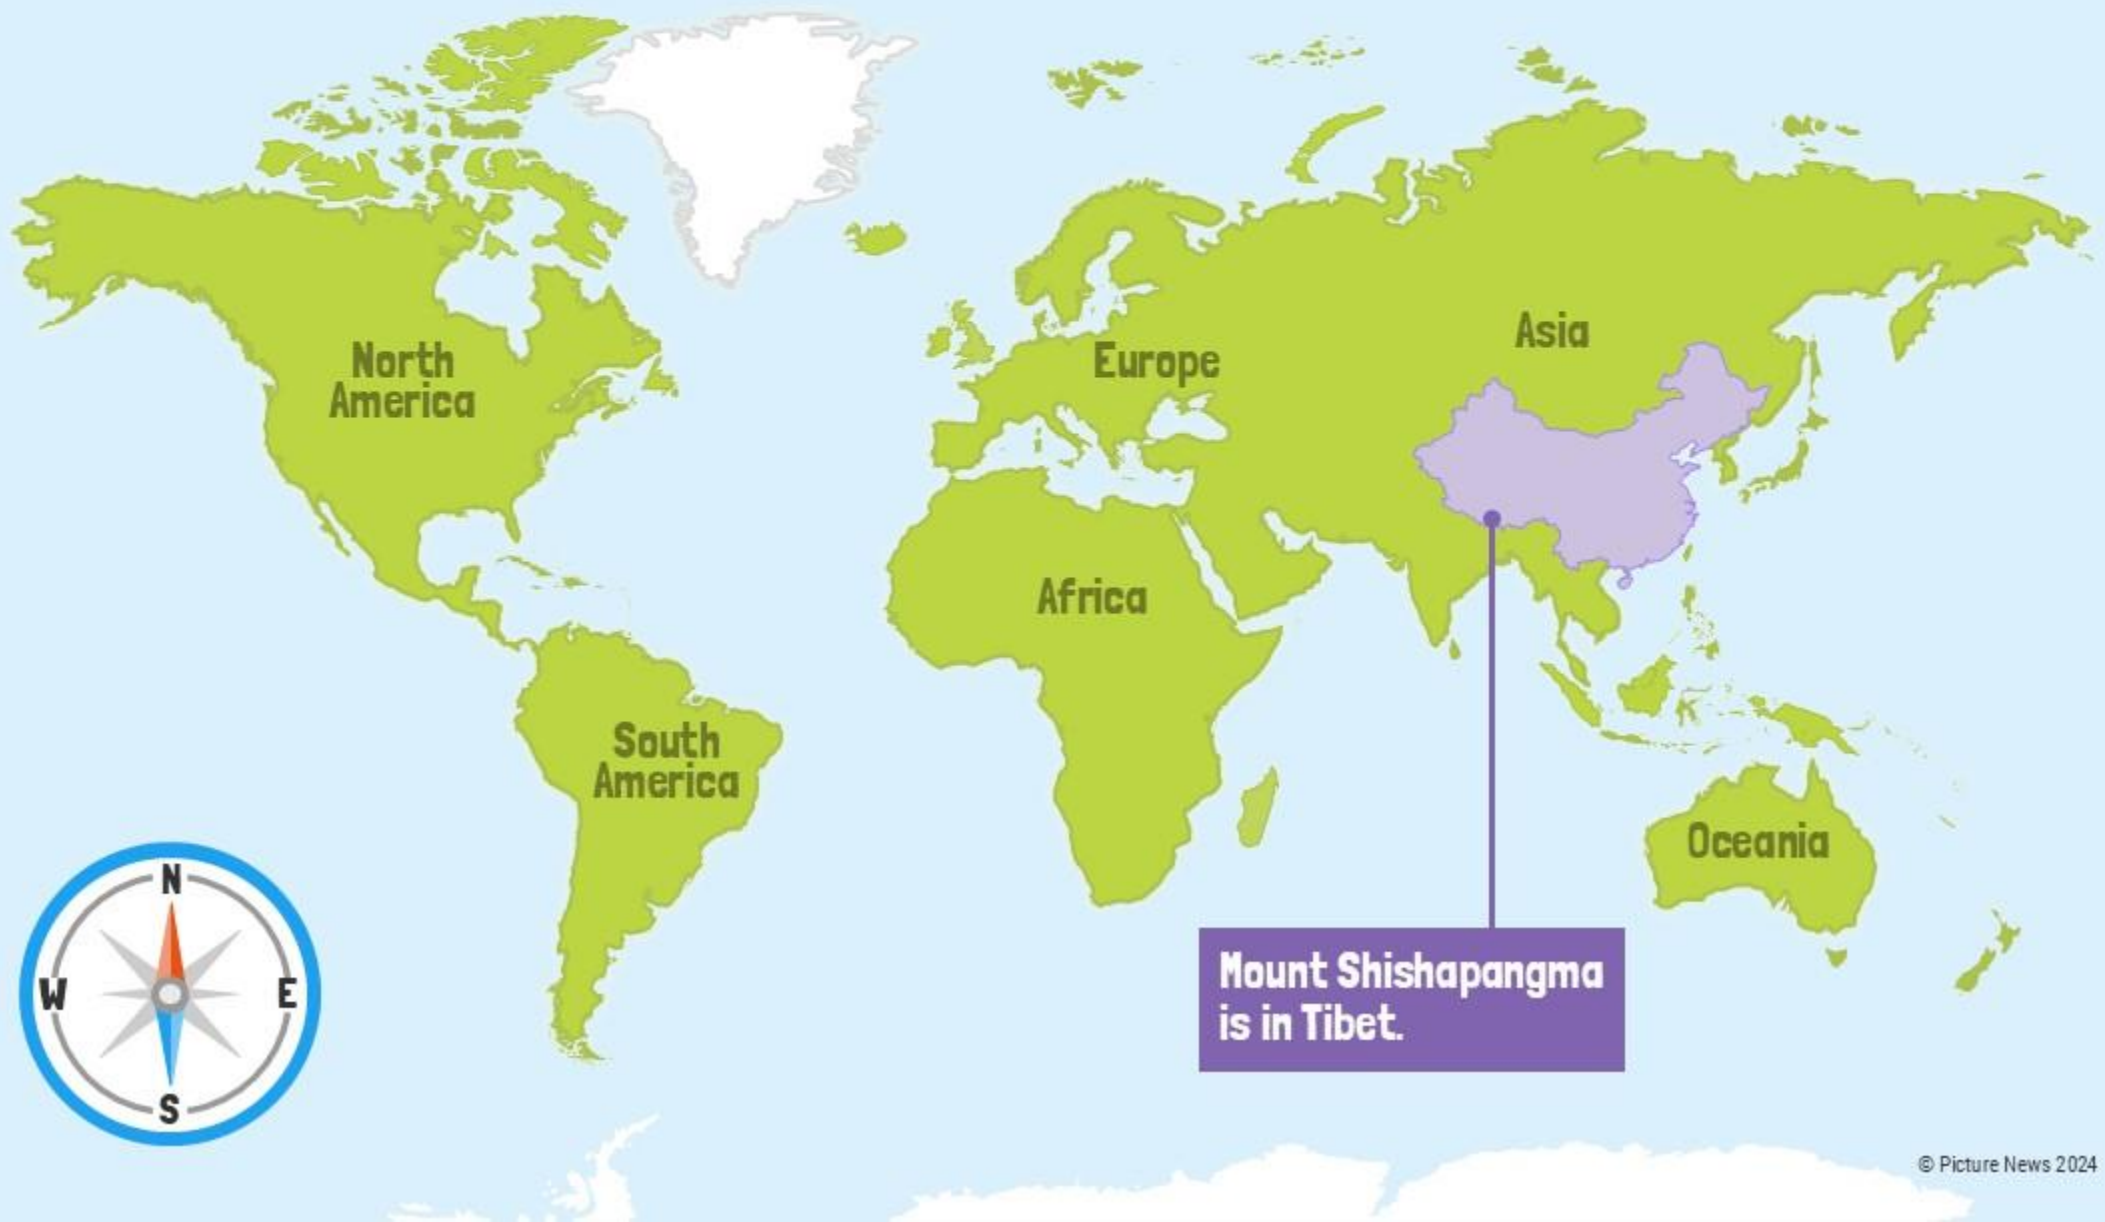 North
America
Europe
Asia
Africa
South
America
Oceania
N
W
E
S
Mount Shishapangma
is in Tibet.
© Picture News 2024